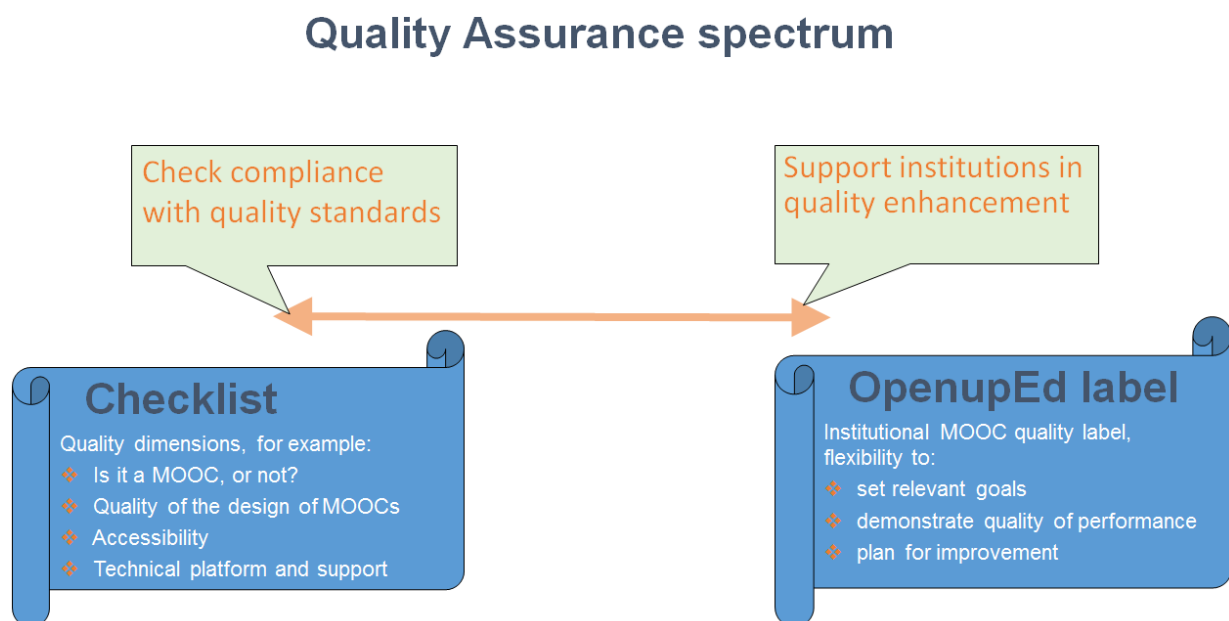 Quality Assurance spectrum
Check compliance
with quality standards
Support institutions in
quality enhancement
Checklist
Quality dimensions, for example:
Is it a MOOC, or not?
Quality of the design of MOOCs
Accessibility
Technical platform and support
OpenupEd label
Institutional MOOC quality label,
flexibility to:
set relevant goals
demonstrate quality of performance
plan for improvement